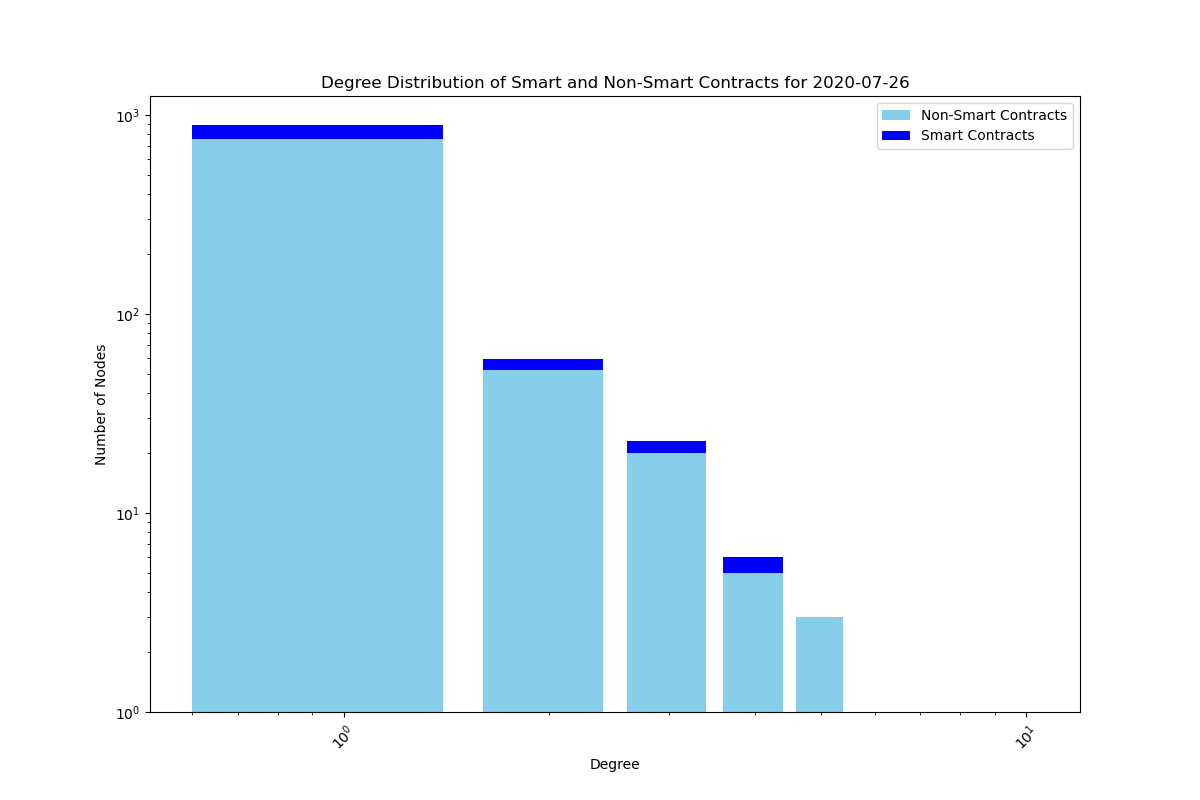 Degree Distribution of Smart and Non-Smart Contracts for 2020-07-26
Non-Smart Contracts
Smart Contracts
10³
10²
10¹
10⁰
Number of Nodes
10⁰
10¹
Degree